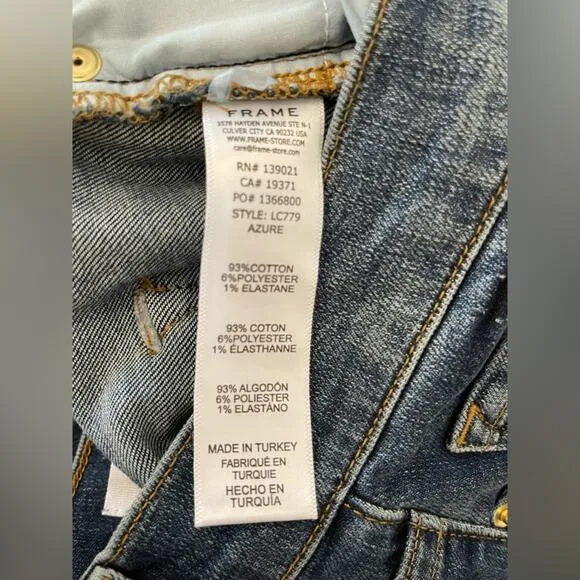 FRAME
3578 HAYDEN AVENUE STE N-1
CULVER CITY CA 90232 USA
WWW.FRAME-STORE.COM
care@frame-store.com
RN# 139021
CA# 19371
PO# 1366800
STYLE: LC779
AZURE
93%COTTON
6%POLYESTER
1% ELASTANE
93% COTON
6%POLYESTER
1% ÉLASTHANNE
93% ALGODÓN
6% POLIESTER
1% ELASTÁNO
MADE IN TURKEY
FABRIQUÉ EN
TURQUIE
HECHO EN
TURQUÍA